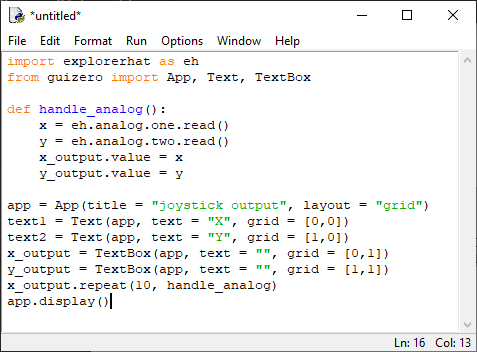 *untitled*
File Edit Format Run Options Window Help
import explorerhat as eh
from guizero import App, Text, TextBox

def handle_analog():
    x = eh.analog.one.read()
    y = eh.analog.two.read()
    x_output.value = x
    y_output.value = y

app = App(title = "joystick output", layout = "grid")
text1 = Text(app, text = "X", grid = [0,0])
text2 = Text(app, text = "Y", grid = [1,0])
x_output = TextBox(app, text = "", grid = [0,1])
y_output = TextBox(app, text = "", grid = [1,1])
x_output.repeat(10, handle_analog)
app.display()
Ln: 16 Col: 13